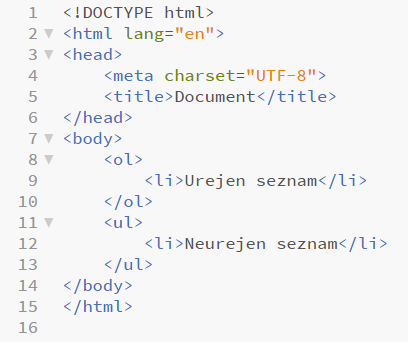 1 <!DOCTYPE html>
2 <html lang="en">
3 <head>
4     <meta charset="UTF-8">
5     <title>Document</title>
6 </head>
7 <body>
8     <ol>
9         <li>Urejen seznam</li>
10     </ol>
11     <ul>
12         <li>Neurejen seznam</li>
13     </ul>
14 </body>
15 </html>
16